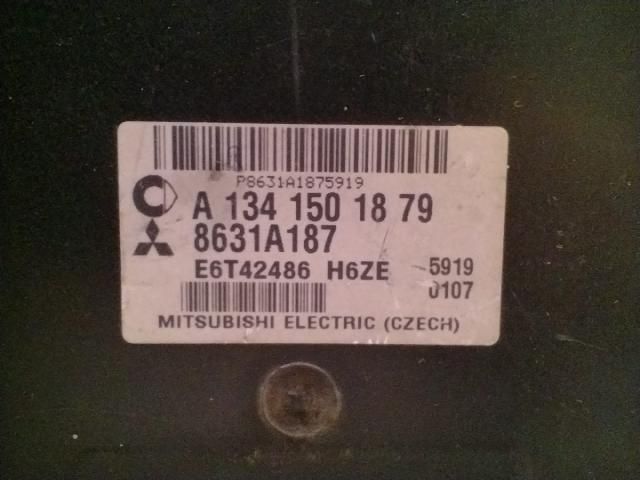 P8631A1875919
A 134 150 18 79
8631A187
E6T42486 H6ZE 5919
0107
MITSUBISHI ELECTRIC (CZECH)